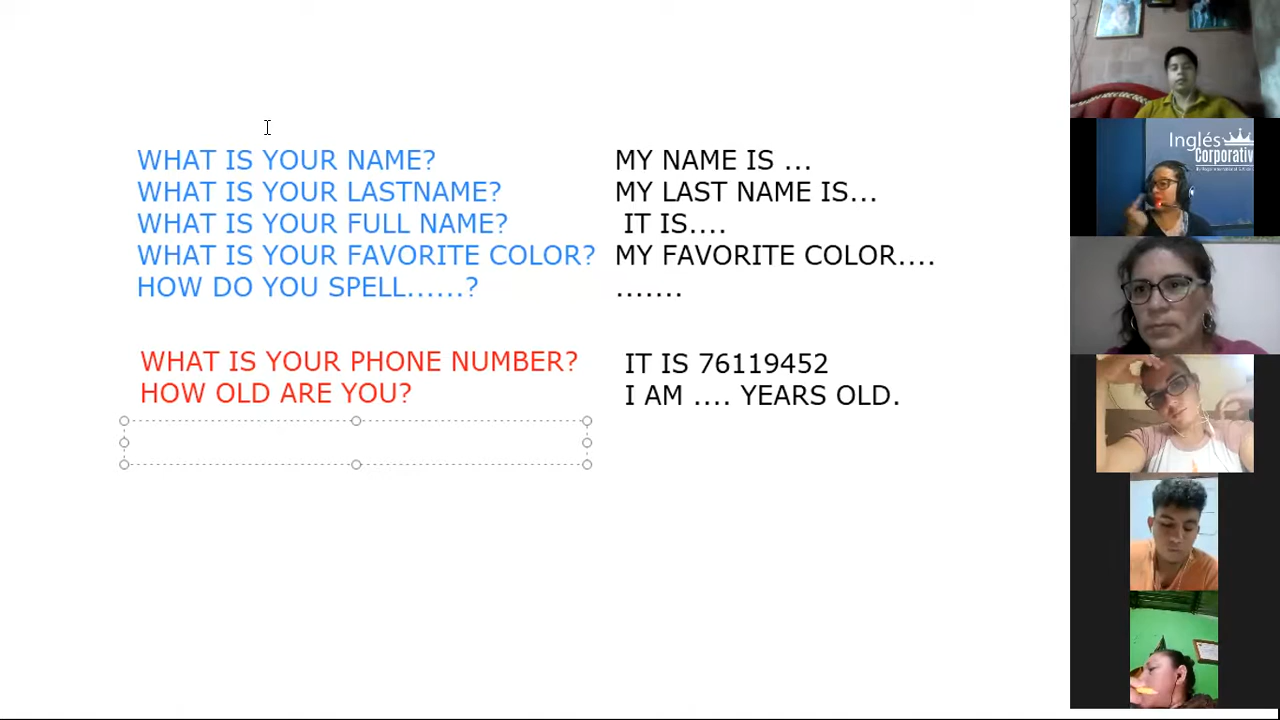 WHAT IS YOUR NAME? MY NAME IS ...
WHAT IS YOUR LASTNAME? MY LAST NAME IS...
WHAT IS YOUR FULL NAME? IT IS....
WHAT IS YOUR FAVORITE COLOR? MY FAVORITE COLOR....
HOW DO YOU SPELL......? .......
WHAT IS YOUR PHONE NUMBER? IT IS 76119452
HOW OLD ARE YOU? I AM .... YEARS OLD.
Inglés
Corporativ